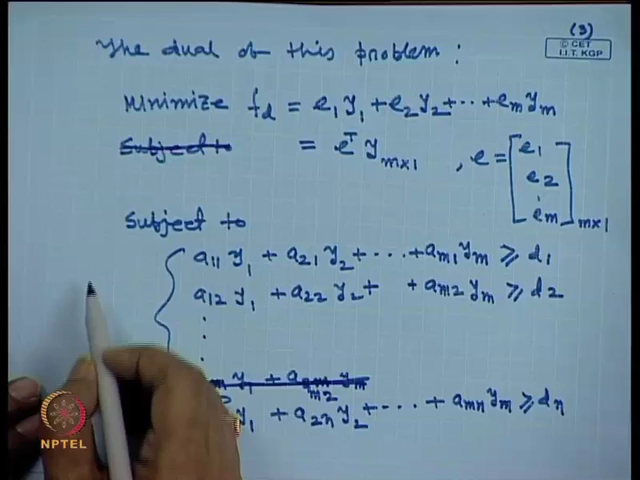 (3)
© CET
I.I.T. KGP
The dual of this problem :
Minimize f_d = e_1 y_1 + e_2 y_2 + ... + e_m y_m
Subject to = e^T y_{m×1} , e = [e_1 e_2 ⋮ e_m]_{m×1}
Subject to
a_11 y_1 + a_21 y_2 + ... + a_m1 y_m ≥ d_1
a_12 y_1 + a_22 y_2 + + a_m2 y_m ≥ d_2
⋮
y_1 + a_2n y_2 + ... + a_mn y_m ≥ d_n
NPTEL